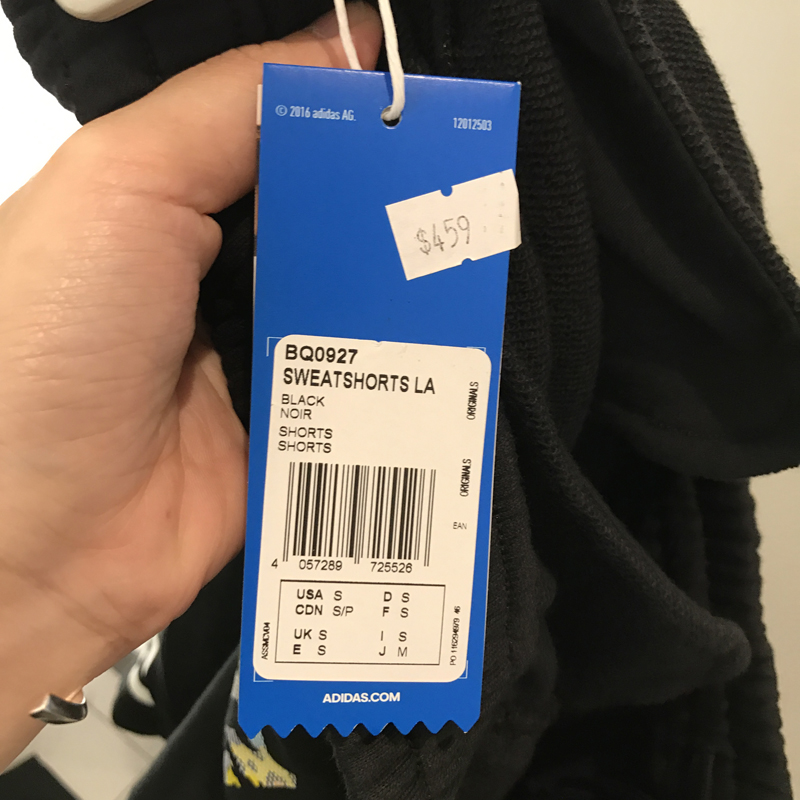 © 2016 adidas AG.
12012503
$459
BQ0927
SWEATSHORTS LA
BLACK
NOIR
SHORTS
SHORTS
ORIGINALS
EAN
4 057289 725526
USA S D S
CDN S/P F S
UK S I S
E S J M
ADIDAS.COM